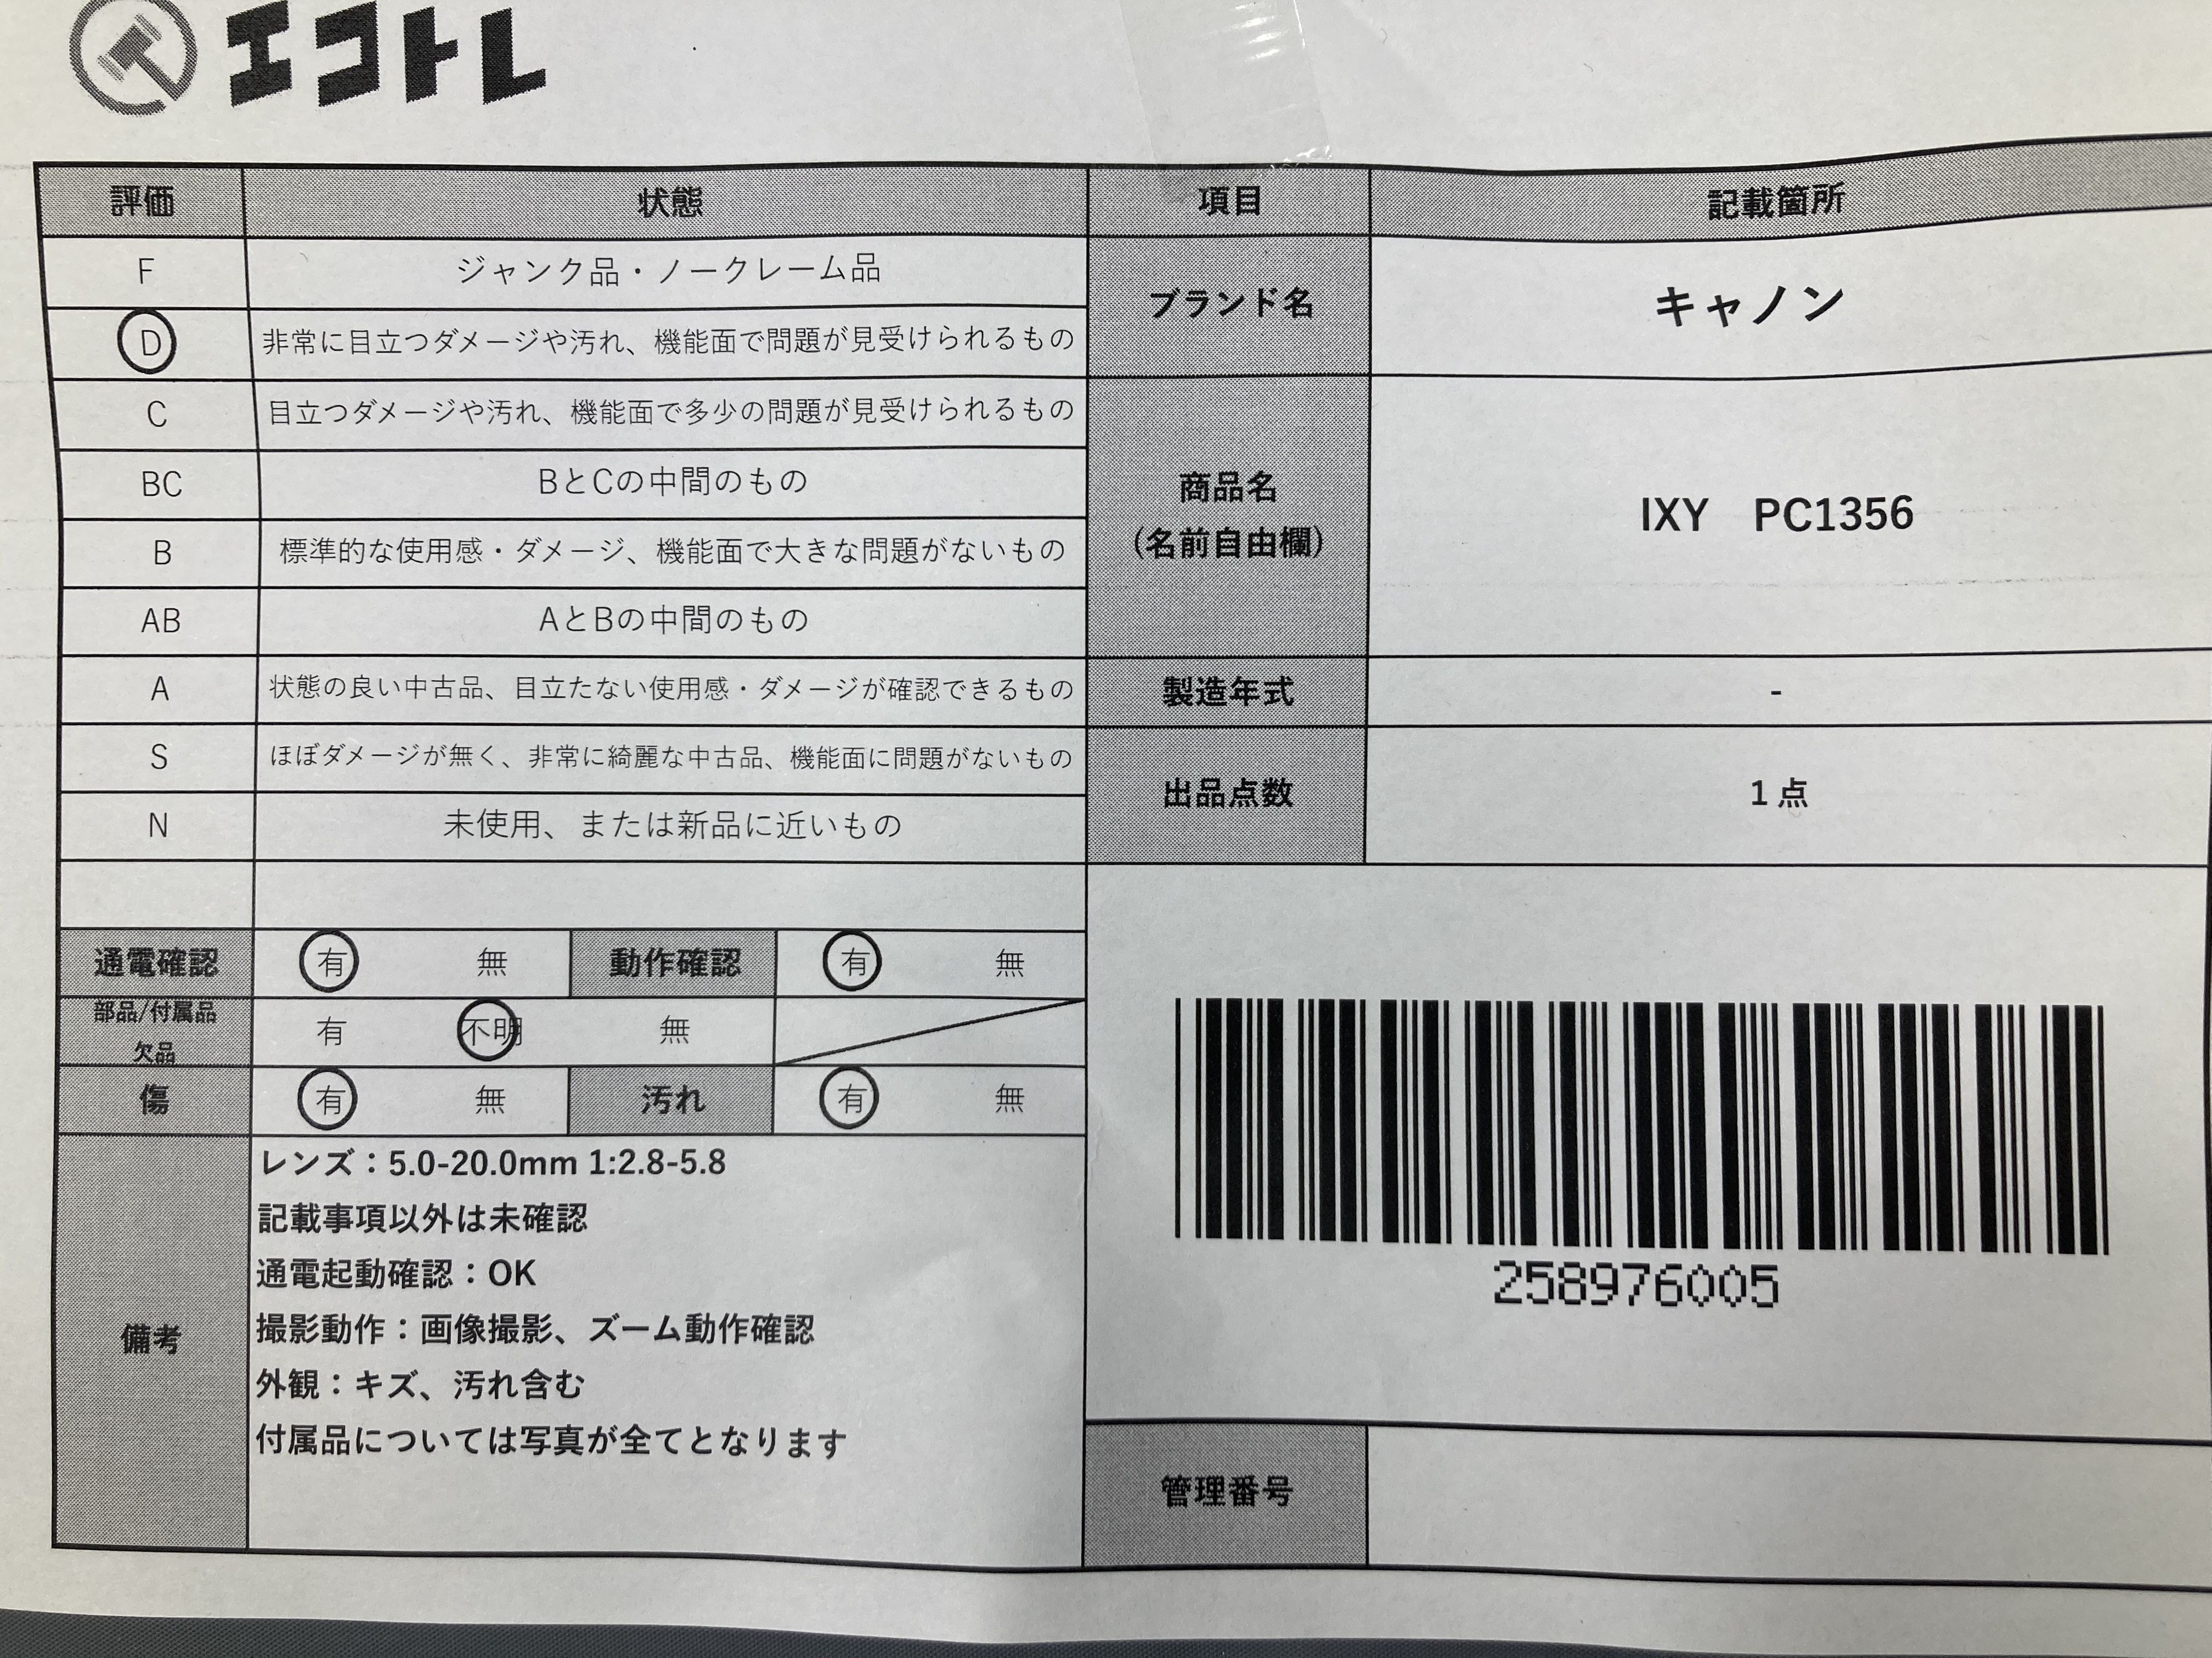 エコトレ
評価 状態 項目 記載箇所
F ジャンク品・ノークレーム品
D 非常に目立つダメージや汚れ、機能面で問題が見受けられるもの
ブランド名 キャノン
C 目立つダメージや汚れ、機能面で多少の問題が見受けられるもの
BC BとCの中間のもの
B 標準的な使用感・ダメージ、機能面で大きな問題がないもの
AB AとBの中間のもの
商品名
(名前自由欄)
IXY PC1356
A 状態の良い中古品、目立たない使用感・ダメージが確認できるもの
製造年式 -
S ほぼダメージが無く、非常に綺麗な中古品、機能面に問題がないもの
N 未使用、または新品に近いもの
出品点数 1点
通電確認 有 無 動作確認 有 無
部品/付属品
欠品
有 不明 無
傷 有 無 汚れ 有 無
備考
レンズ：5.0-20.0mm 1:2.8-5.8
記載事項以外は未確認
通電起動確認：OK
撮影動作：画像撮影、ズーム動作確認
外観：キズ、汚れ含む
付属品については写真が全てとなります
258976005
管理番号